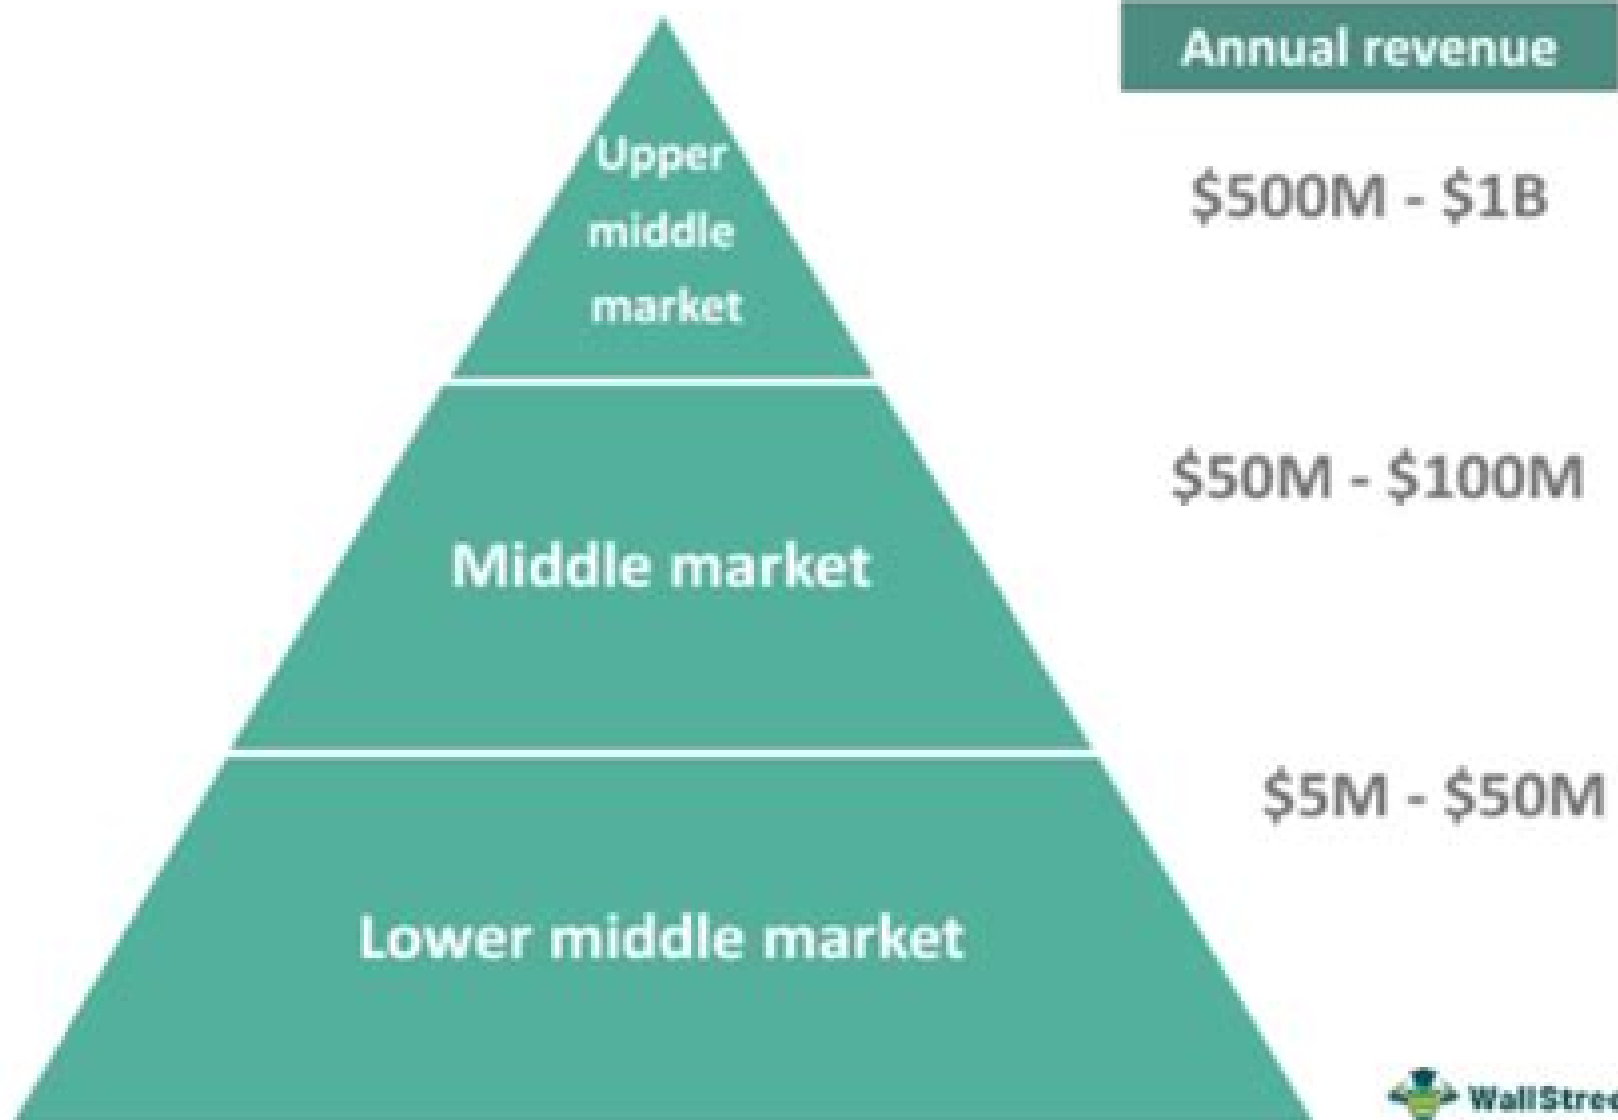 Annual revenue
Upper
middle
market
$500M - $1B
Middle market
$50M - $100M
Lower middle market
$5M - $50M